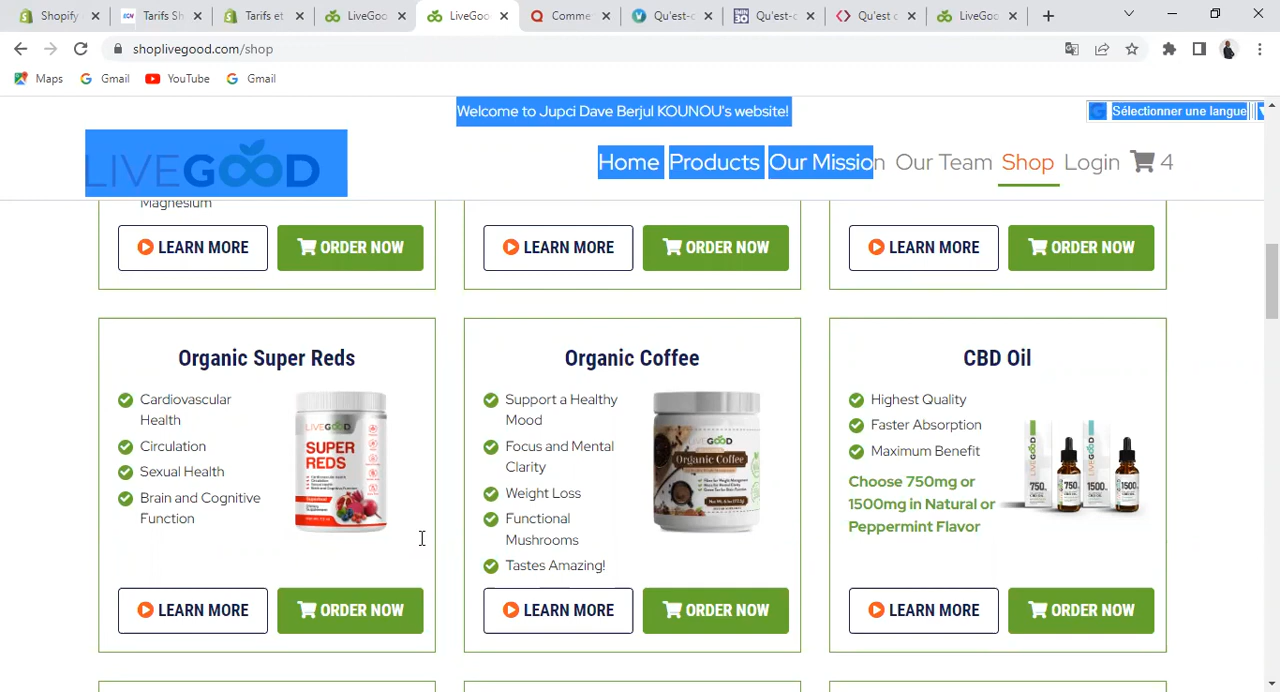 Shopify
Tarifs Sh
Tarifs et
LiveGoo
LiveGoo
Comme
Qu'est-c
Qu'est-c
Qu'est c
LiveGoo
shoplivegood.com/shop
Maps
Gmail
YouTube
Gmail
Welcome to Jupci Dave Berjul KOUNOU's website!
Sélectionner une langue
LIVEGOOD
Home Products Our Mission Our Team Shop Login 4
Magnesium
LEARN MORE
ORDER NOW
LEARN MORE
ORDER NOW
LEARN MORE
ORDER NOW
Organic Super Reds
Cardiovascular
Health
Circulation
Sexual Health
Brain and Cognitive
Function
LIVEGOOD
SUPER
REDS
LEARN MORE
ORDER NOW
Organic Coffee
Support a Healthy
Mood
Focus and Mental
Clarity
Weight Loss
Functional
Mushrooms
Tastes Amazing!
LIVEGOOD
Organic Coffee
LEARN MORE
ORDER NOW
CBD Oil
Highest Quality
Faster Absorption
Maximum Benefit
Choose 750mg or
1500mg in Natural or
Peppermint Flavor
750
750
1500
1500
LEARN MORE
ORDER NOW